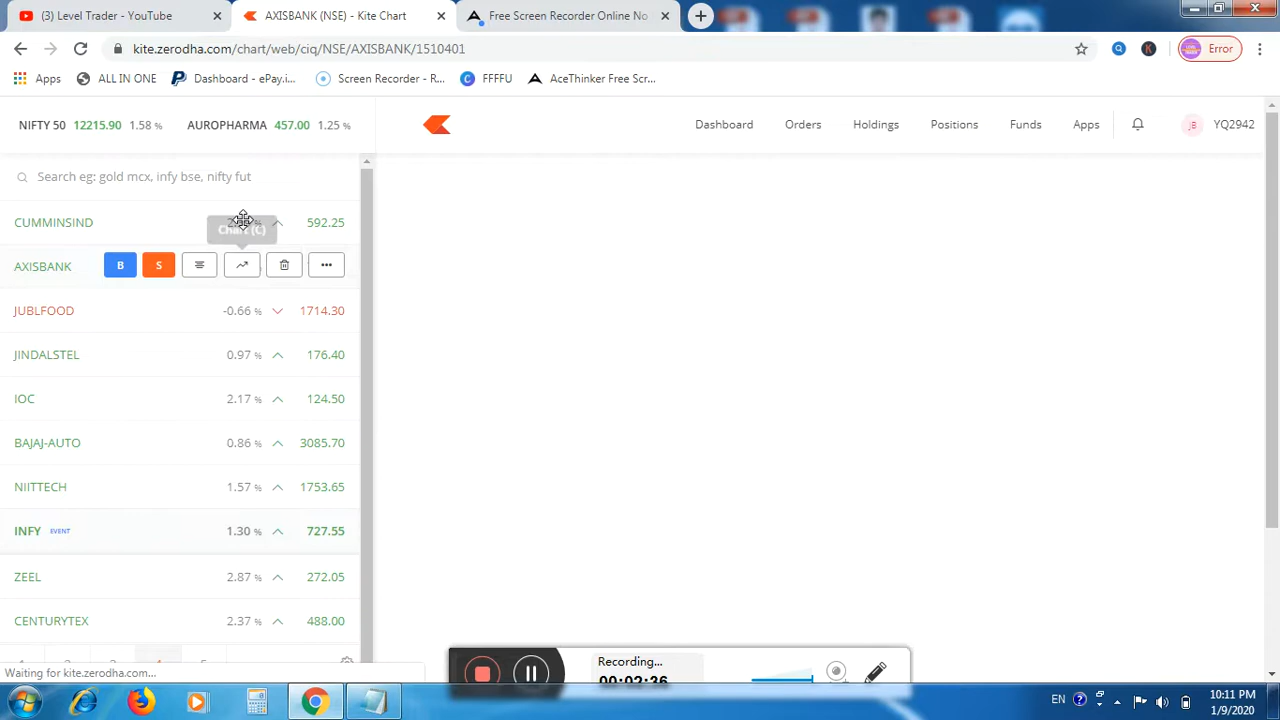 (3) Level Trader - YouTube
AXISBANK (NSE) - Kite Chart
Free Screen Recorder Online No
kite.zerodha.com/chart/web/ciq/NSE/AXISBANK/1510401
K
Error
Apps
ALL IN ONE
Dashboard - ePay.i...
Screen Recorder - R...
C
FFFFU
AceThinker Free Scr...
NIFTY 50 12215.90 1.58 %
AUROPHARMA 457.00 1.25 %
Dashboard
Orders
Holdings
Positions
Funds
Apps
JB
YQ2942
Search eg: gold mcx, infy bse, nifty fut
CUMMINSIND 592.25
Chart (C)
AXISBANK B S
JUBLFOOD -0.66 % 1714.30
JINDALSTEL 0.97 % 176.40
IOC 2.17 % 124.50
BAJAJ-AUTO 0.86 % 3085.70
NIITTECH 1.57 % 1753.65
INFY EVENT 1.30 % 727.55
ZEEL 2.87 % 272.05
CENTURYTEX 2.37 % 488.00
Recording...
00:02:36
Waiting for kite.zerodha.com...
EN
10:11 PM
1/9/2020